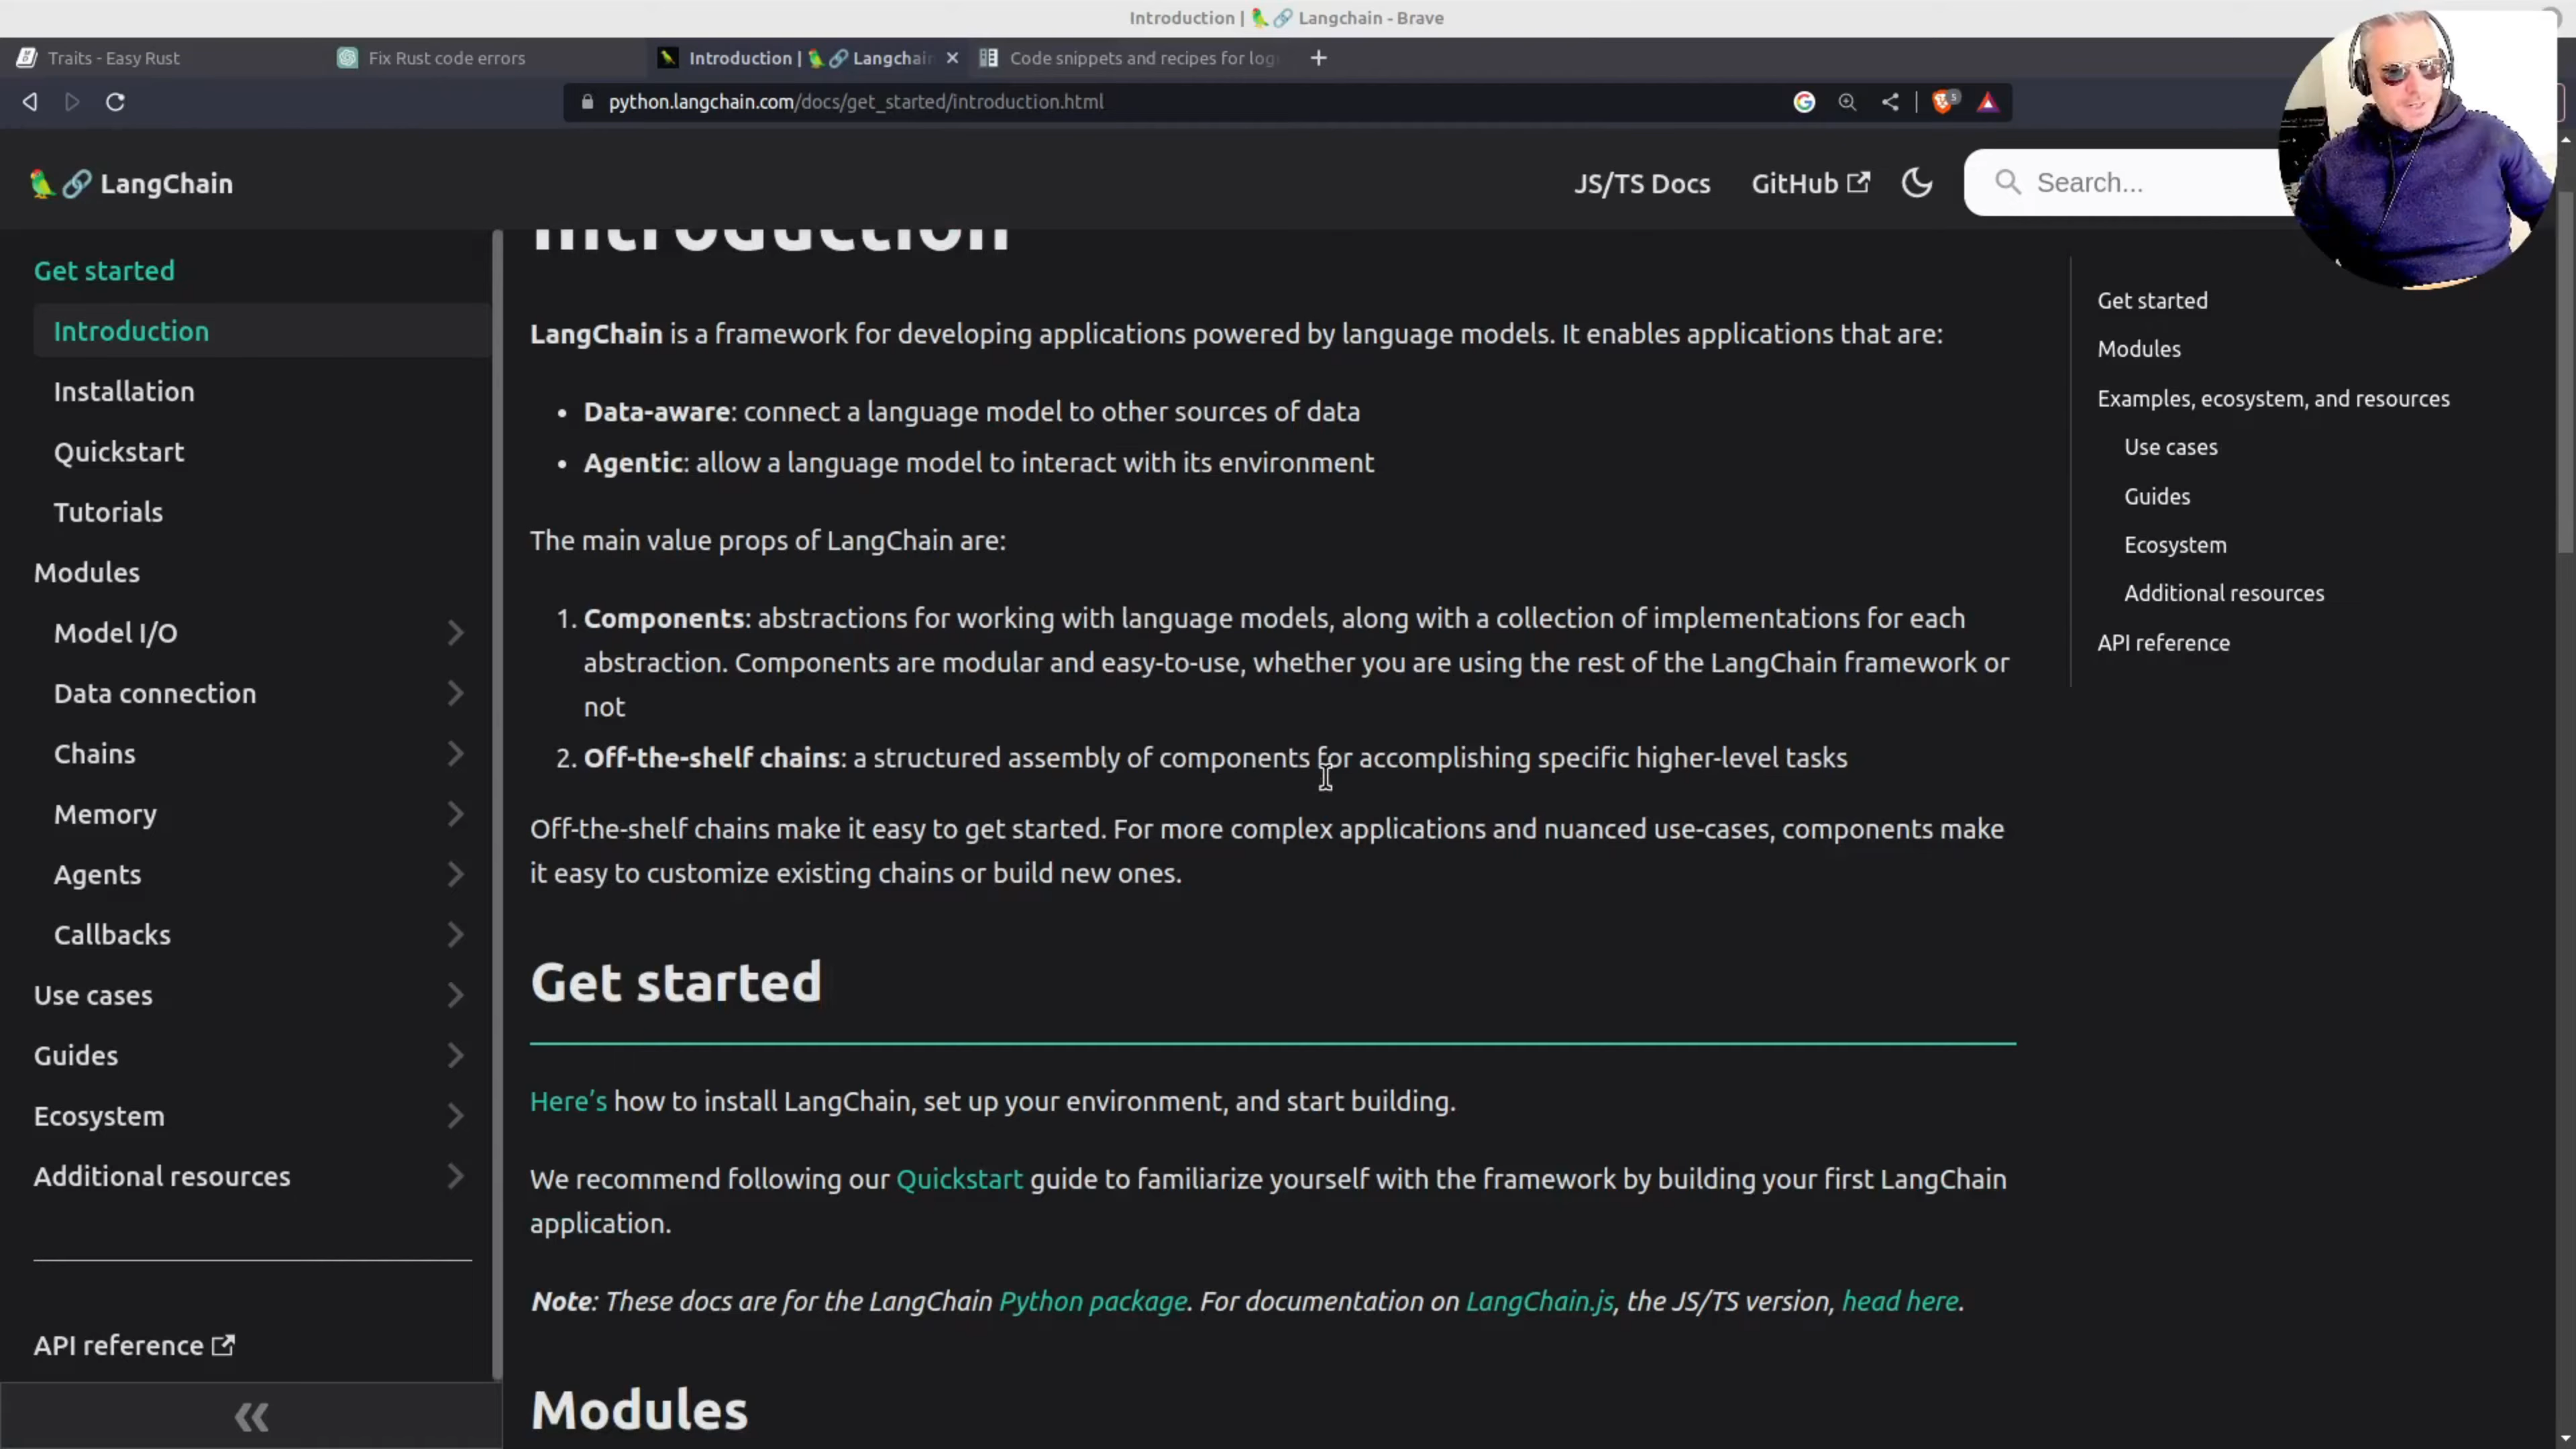 Introduction | 🦜🔗 Langchain - Brave
Traits - Easy Rust
Fix Rust code errors
Introduction | 🦜🔗 Langchain
Code snippets and recipes for log
python.langchain.com/docs/get_started/introduction.html
5
🦜🔗 LangChain
JS/TS Docs
GitHub
Search...
Get started
Introduction
Installation
Quickstart
Tutorials
Modules
Model I/O
Data connection
Chains
Memory
Agents
Callbacks
Use cases
Guides
Ecosystem
Additional resources
API reference
Introduction
LangChain is a framework for developing applications powered by language models. It enables applications that are:
• Data-aware: connect a language model to other sources of data
• Agentic: allow a language model to interact with its environment
The main value props of LangChain are:
1. Components: abstractions for working with language models, along with a collection of implementations for each
abstraction. Components are modular and easy-to-use, whether you are using the rest of the LangChain framework or
not
2. Off-the-shelf chains: a structured assembly of components for accomplishing specific higher-level tasks
Off-the-shelf chains make it easy to get started. For more complex applications and nuanced use-cases, components make
it easy to customize existing chains or build new ones.
Get started
Here's how to install LangChain, set up your environment, and start building.
We recommend following our Quickstart guide to familiarize yourself with the framework by building your first LangChain
application.
Note: These docs are for the LangChain Python package. For documentation on LangChain.js, the JS/TS version, head here.
Modules
Get started
Modules
Examples, ecosystem, and resources
Use cases
Guides
Ecosystem
Additional resources
API reference